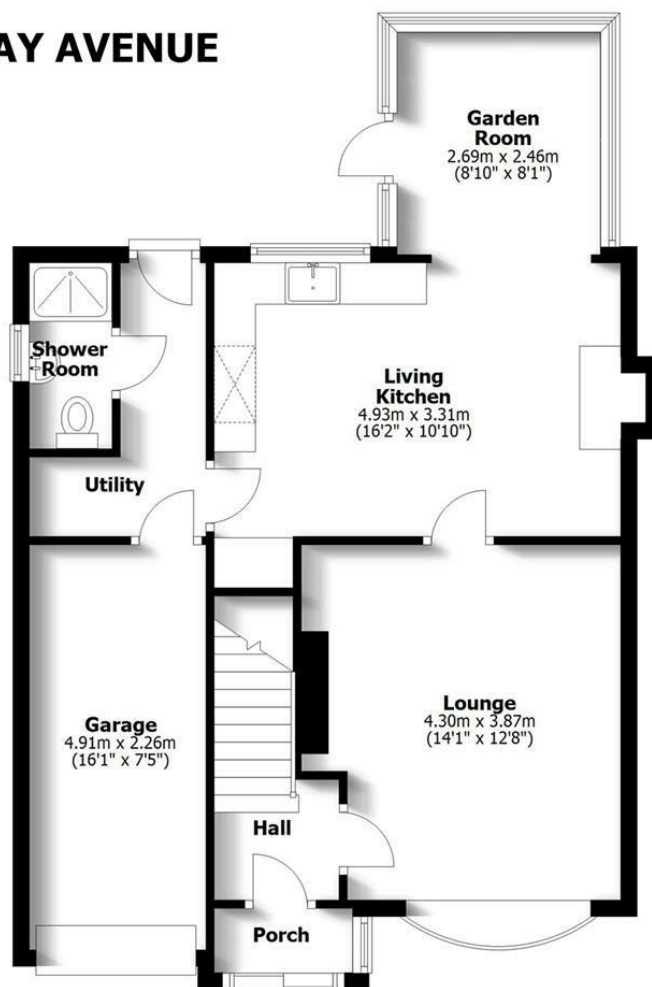 AY AVENUE
Garden
Room
2.69m x 2.46m
(8'10" x 8'1")
Shower
Room
Living
Kitchen
4.93m x 3.31m
(16'2" x 10'10")
Utility
Garage
4.91m x 2.26m
(16'1" x 7'5")
Lounge
4.30m x 3.87m
(14'1" x 12'8")
Hall
Porch